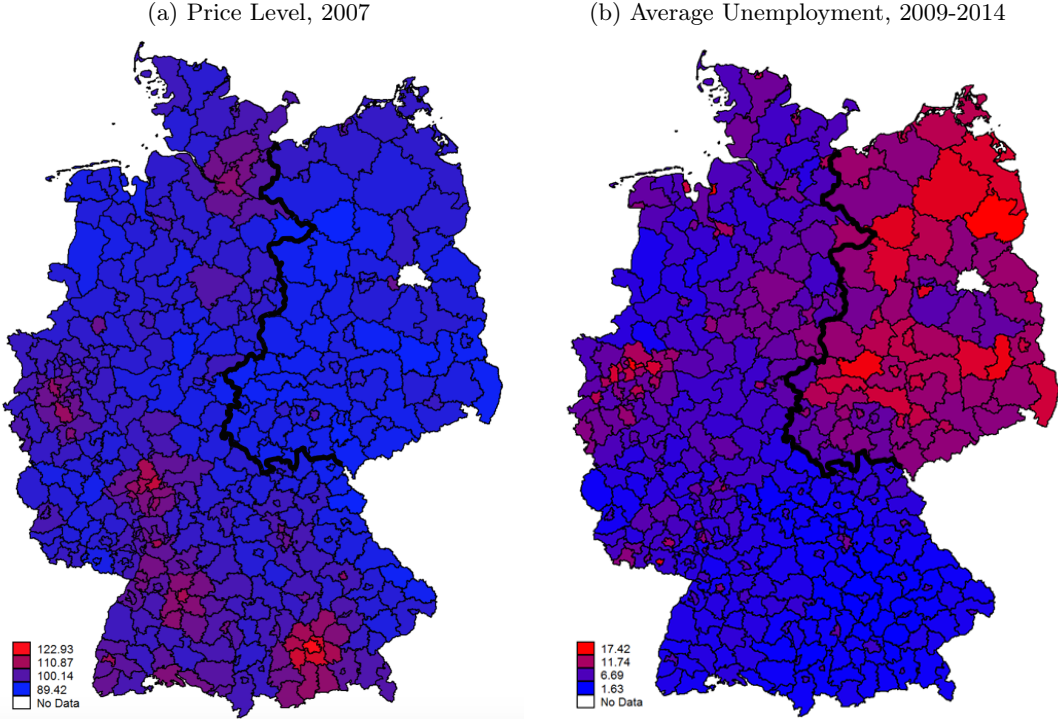 (a) Price Level, 2007
(b) Average Unemployment, 2009-2014
122.93
110.87
100.14
89.42
No Data
17.42
11.74
6.69
1.63
No Data